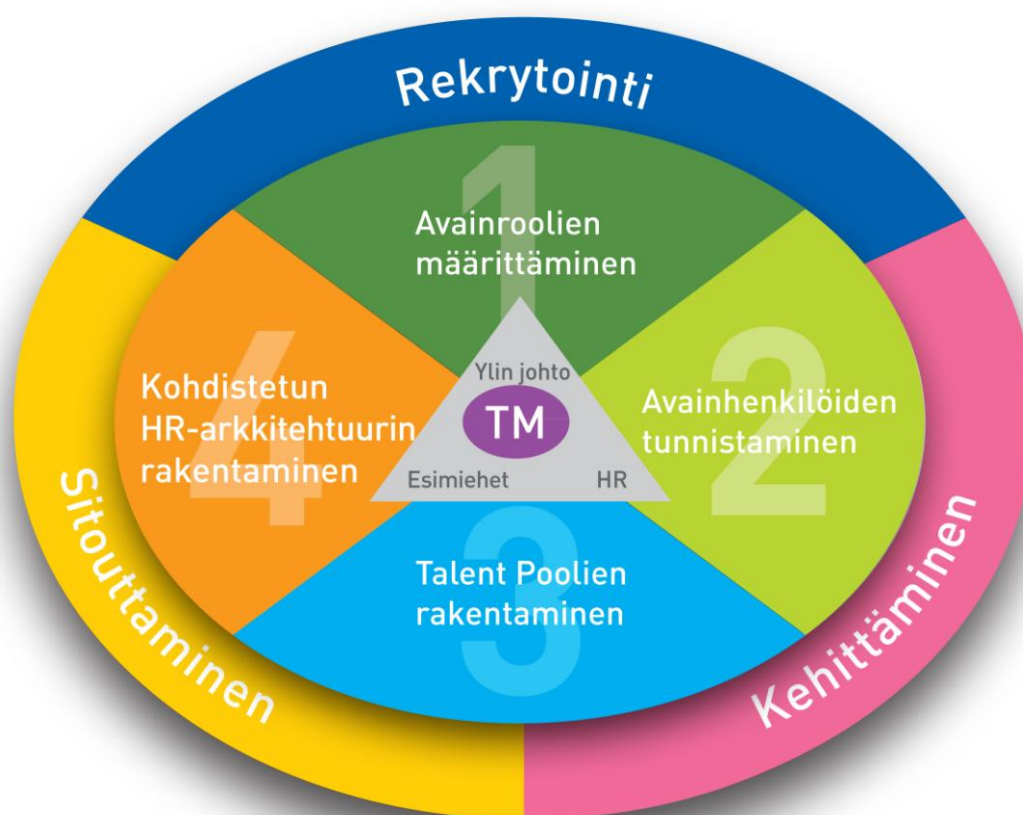 Rekrytointi
1
Avainroolien
määrittäminen
2
Avainhenkilöiden
tunnistaminen
3
Talent Poolien
rakentaminen
4
Kohdistetun
HR-arkkitehtuurin
rakentaminen
Ylin johto
TM
Esimiehet
HR
Sitouttaminen
Kehittäminen